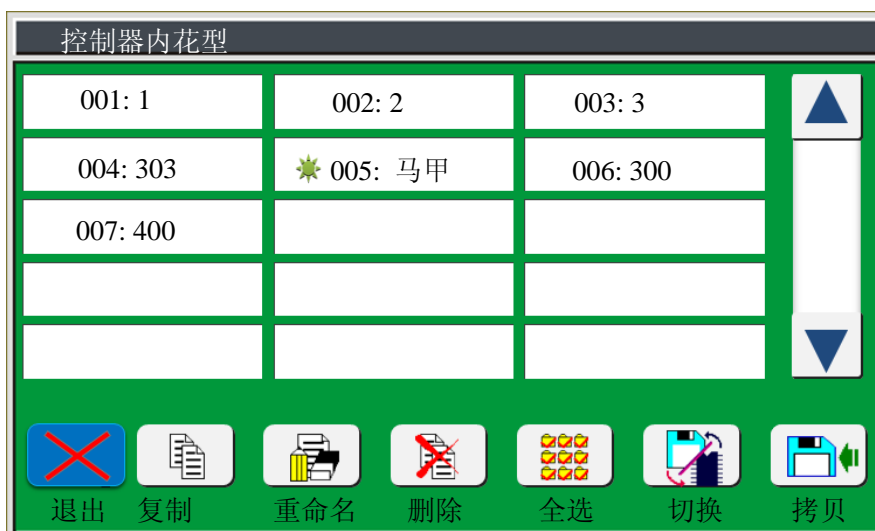 控制器内花型
001: 1 002: 2 003: 3
004: 303 005: 马甲 006: 300
007: 400
退出 复制 重命名 删除 全选 切换 拷贝